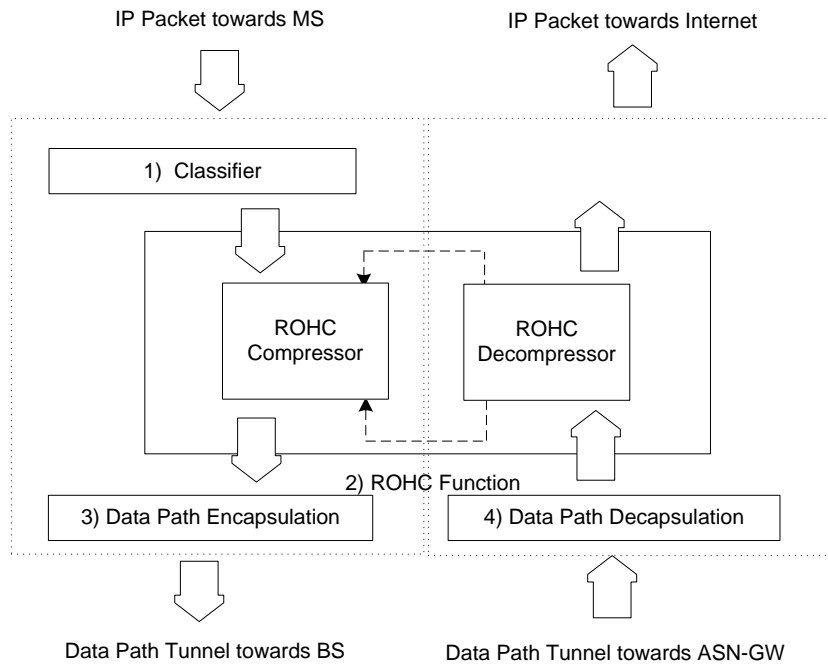 IP Packet towards MS
IP Packet towards Internet
1) Classifier
ROHC
Compressor
ROHC
Decompressor
2) ROHC Function
3) Data Path Encapsulation
4) Data Path Decapsulation
Data Path Tunnel towards BS
Data Path Tunnel towards ASN-GW